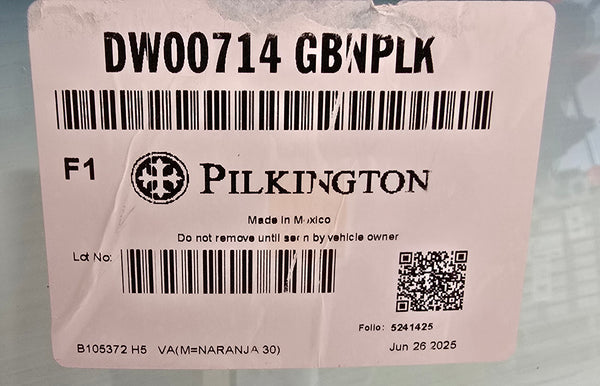 DW00714 GBNPLK
F1
PILKINGTON
Made in Mexico
Do not remove until seen by vehicle owner
Lot No:
Folio: 5241425
B105372 H5 VA(M=NARANJA 30)
Jun 26 2025